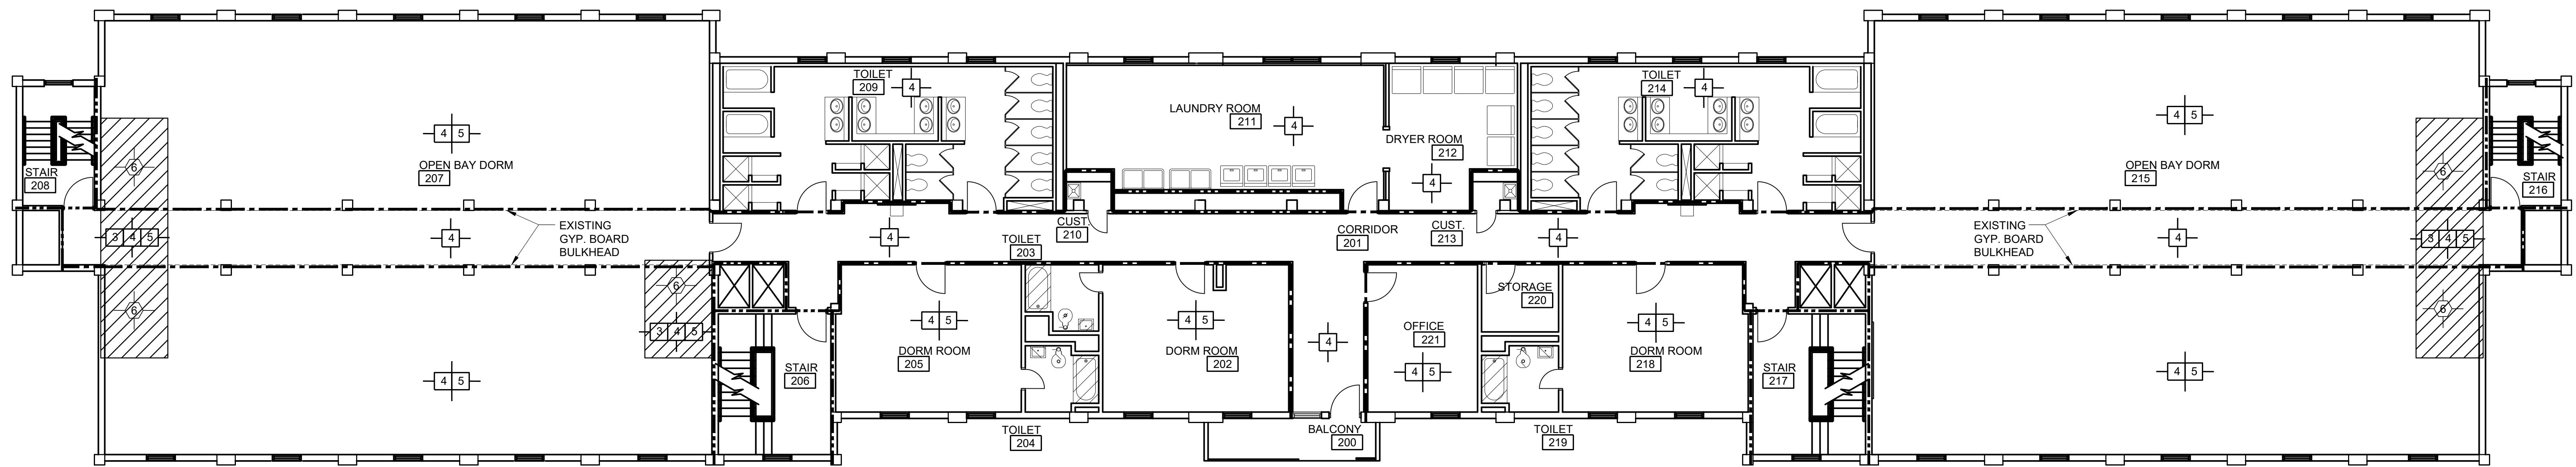 TOILET
209
4
LAUNDRY ROOM
211
4
DRYER ROOM
212
4
TOILET
214
4
4 5
OPEN BAY DORM
207
4 5
OPEN BAY DORM
215
STAIR
208
6
6
STAIR
216
3 4 5
4
EXISTING
GYP. BOARD
BULKHEAD
4
TOILET
203
CUST.
210
CORRIDOR
201
CUST.
213
4
EXISTING
GYP. BOARD
BULKHEAD
4
3 4 5
6
6
3 4 5
6
4 5
STAIR
206
4 5
DORM ROOM
205
4 5
DORM ROOM
202
4
OFFICE
221
4 5
STORAGE
220
4 5
DORM ROOM
218
STAIR
217
4 5
TOILET
204
BALCONY
200
TOILET
219
4 5